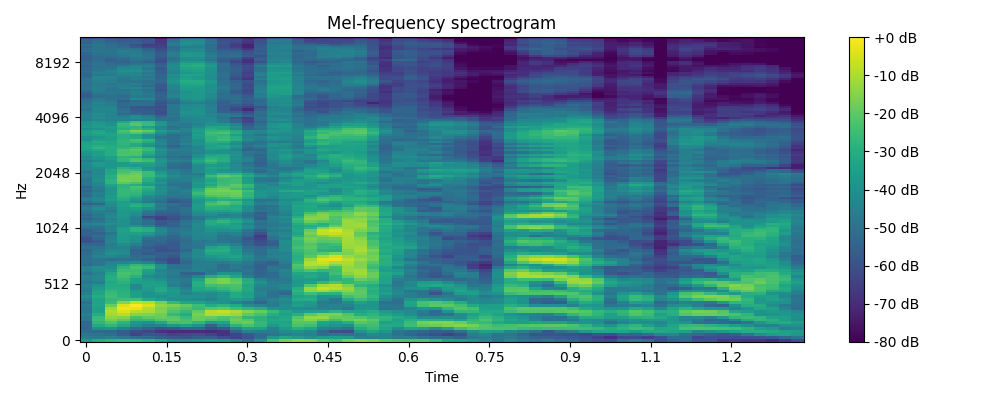 Mel-frequency spectrogram
Hz
8192
4096
2048
1024
512
0
0 0.15 0.3 0.45 0.6 0.75 0.9 1.1 1.2
Time
+0 dB
-10 dB
-20 dB
-30 dB
-40 dB
-50 dB
-60 dB
-70 dB
-80 dB